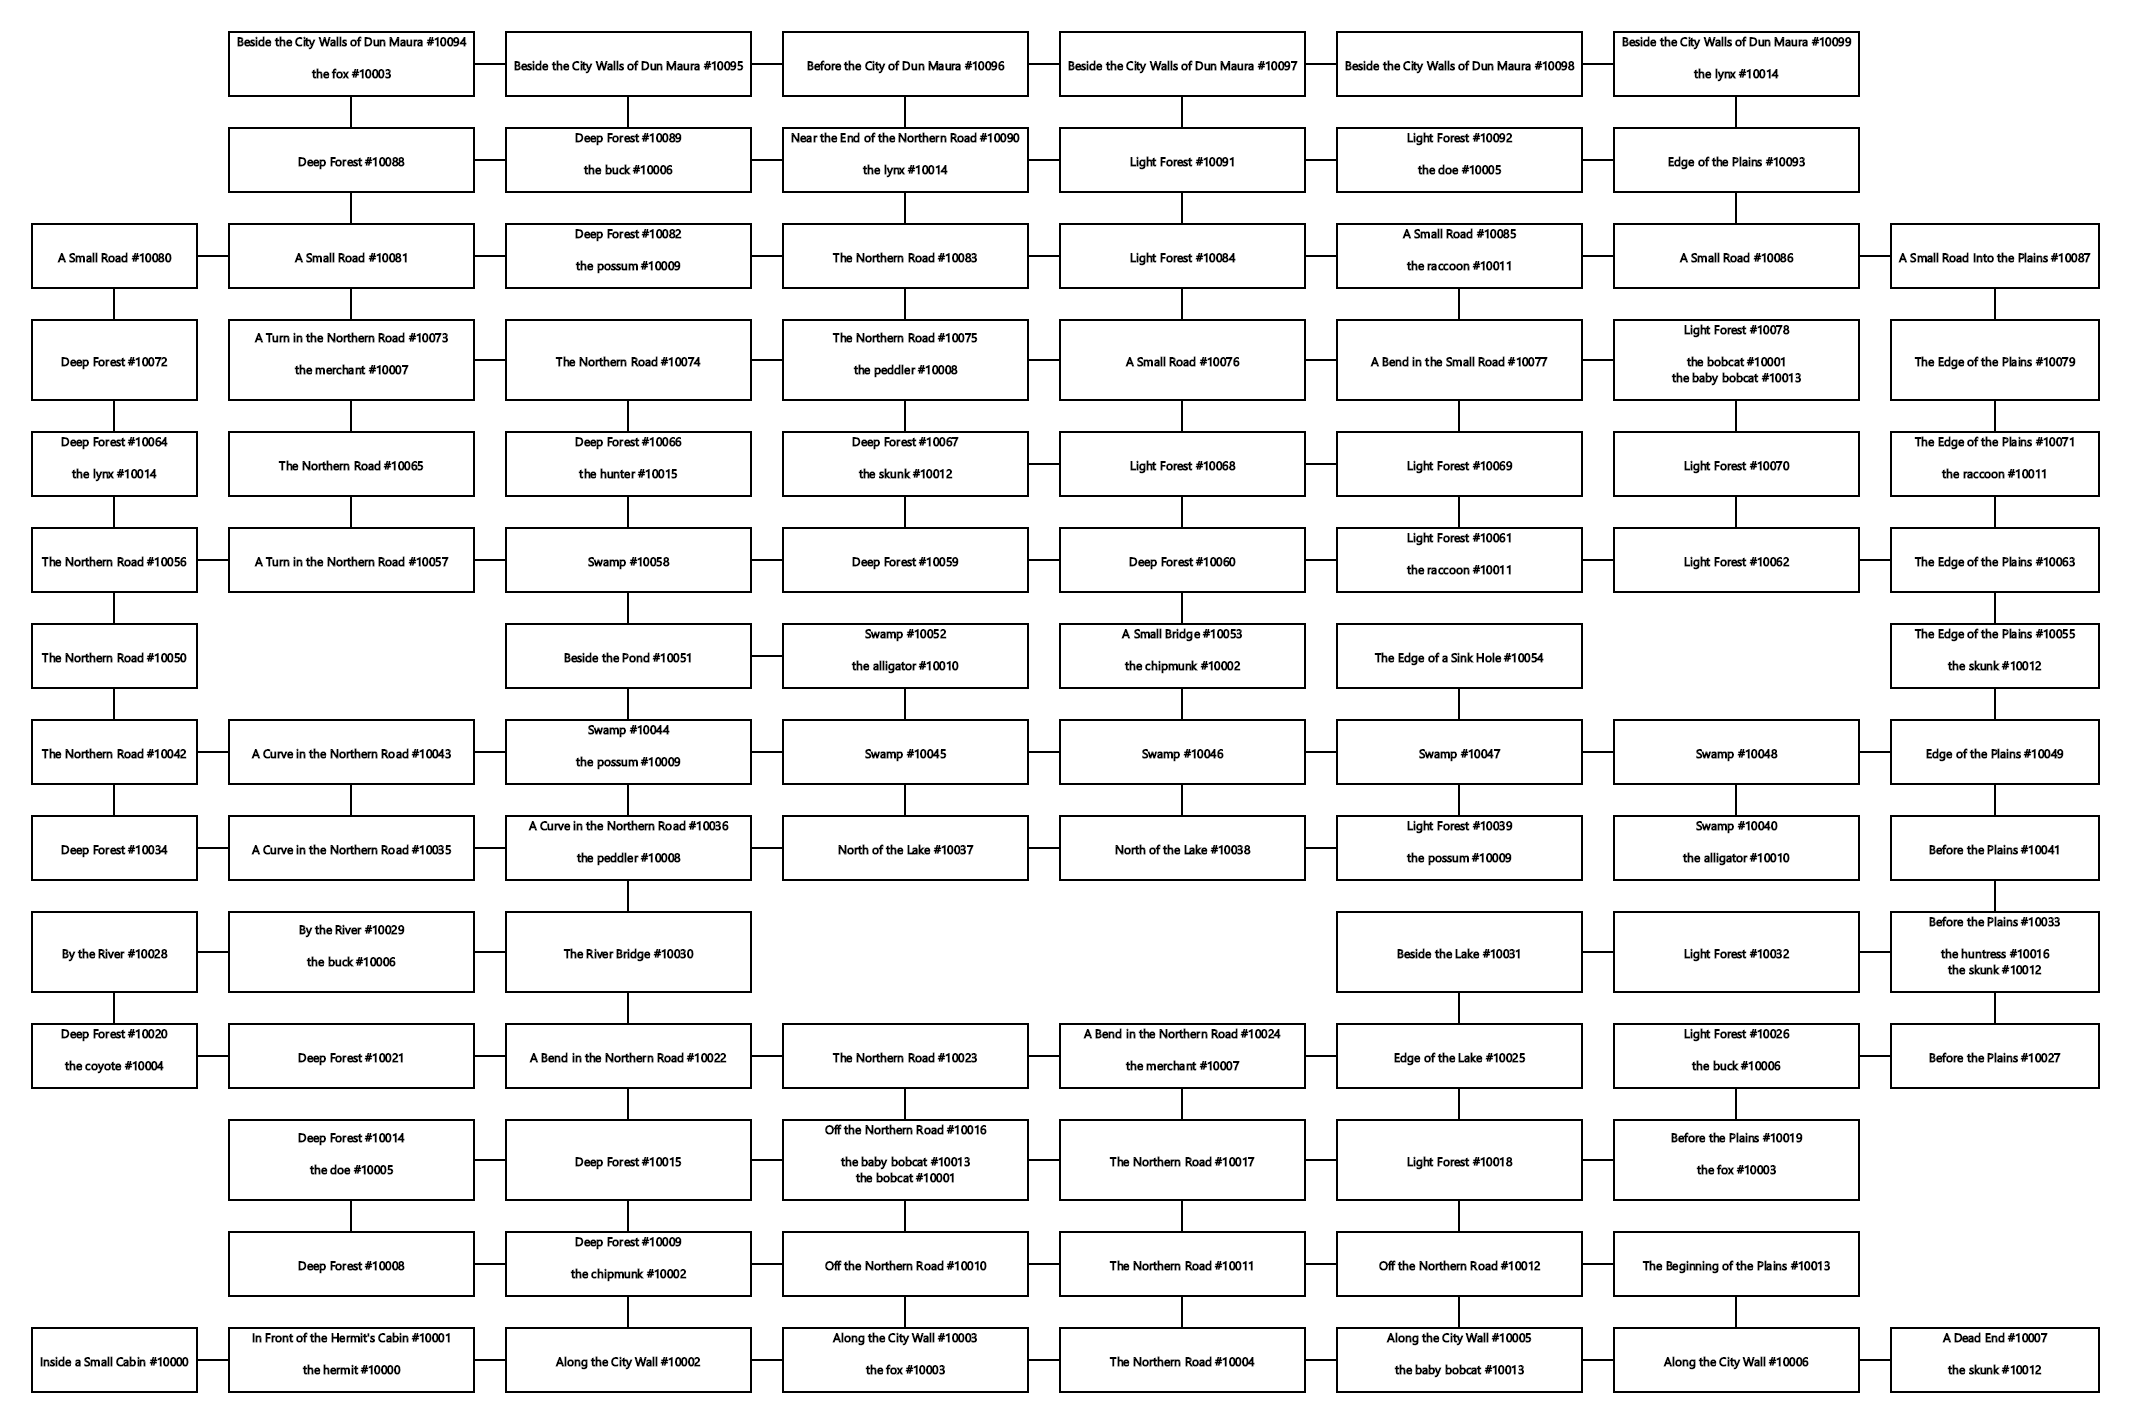 Beside the City Walls of Dun Maura #10094
the fox #10003
Beside the City Walls of Dun Maura #10095
Before the City of Dun Maura #10096
Beside the City Walls of Dun Maura #10097
Beside the City Walls of Dun Maura #10098
Beside the City Walls of Dun Maura #10099
the lynx #10014
Deep Forest #10088
Deep Forest #10089
the buck #10006
Near the End of the Northern Road #10090
the lynx #10014
Light Forest #10091
Light Forest #10092
the doe #10005
Edge of the Plains #10093
A Small Road #10080
A Small Road #10081
Deep Forest #10082
the possum #10009
The Northern Road #10083
Light Forest #10084
A Small Road #10085
the raccoon #10011
A Small Road #10086
A Small Road Into the Plains #10087
Deep Forest #10072
A Turn in the Northern Road #10073
the merchant #10007
The Northern Road #10074
The Northern Road #10075
the peddler #10008
A Small Road #10076
A Bend in the Small Road #10077
Light Forest #10078
the bobcat #10001
the baby bobcat #10013
The Edge of the Plains #10079
Deep Forest #10064
the lynx #10014
The Northern Road #10065
Deep Forest #10066
the hunter #10015
Deep Forest #10067
the skunk #10012
Light Forest #10068
Light Forest #10069
Light Forest #10070
The Edge of the Plains #10071
the raccoon #10011
The Northern Road #10056
A Turn in the Northern Road #10057
Swamp #10058
Deep Forest #10059
Deep Forest #10060
Light Forest #10061
the raccoon #10011
Light Forest #10062
The Edge of the Plains #10063
The Northern Road #10050
Beside the Pond #10051
Swamp #10052
the alligator #10010
A Small Bridge #10053
the chipmunk #10002
The Edge of a Sink Hole #10054
The Edge of the Plains #10055
the skunk #10012
The Northern Road #10042
A Curve in the Northern Road #10043
Swamp #10044
the possum #10009
Swamp #10045
Swamp #10046
Swamp #10047
Swamp #10048
Edge of the Plains #10049
Deep Forest #10034
A Curve in the Northern Road #10035
A Curve in the Northern Road #10036
the peddler #10008
North of the Lake #10037
North of the Lake #10038
Light Forest #10039
the possum #10009
Swamp #10040
the alligator #10010
Before the Plains #10041
By the River #10028
By the River #10029
the buck #10006
The River Bridge #10030
Beside the Lake #10031
Light Forest #10032
Before the Plains #10033
the huntress #10016
the skunk #10012
Deep Forest #10020
the coyote #10004
Deep Forest #10021
A Bend in the Northern Road #10022
The Northern Road #10023
A Bend in the Northern Road #10024
the merchant #10007
Edge of the Lake #10025
Light Forest #10026
the buck #10006
Before the Plains #10027
Deep Forest #10014
the doe #10005
Deep Forest #10015
Off the Northern Road #10016
the baby bobcat #10013
the bobcat #10001
The Northern Road #10017
Light Forest #10018
Before the Plains #10019
the fox #10003
Deep Forest #10008
Deep Forest #10009
the chipmunk #10002
Off the Northern Road #10010
The Northern Road #10011
Off the Northern Road #10012
The Beginning of the Plains #10013
Inside a Small Cabin #10000
In Front of the Hermit's Cabin #10001
the hermit #10000
Along the City Wall #10002
Along the City Wall #10003
the fox #10003
The Northern Road #10004
Along the City Wall #10005
the baby bobcat #10013
Along the City Wall #10006
A Dead End #10007
the skunk #10012